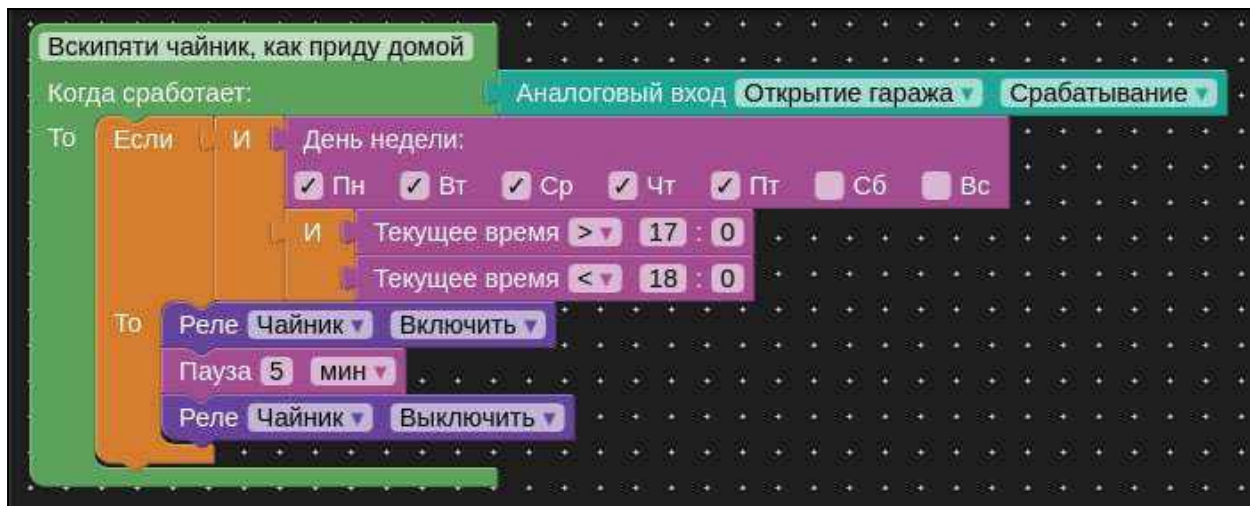 Вскипяти чайник, как приду домой
Когда сработает: Аналоговый вход Открытие гаража Срабатывание
То Если И День недели:
Пн Вт Ср Чт Пт Сб Вс
И Текущее время > 17 : 0
Текущее время < 18 : 0
То Реле Чайник Включить
Пауза 5 мин
Реле Чайник Выключить